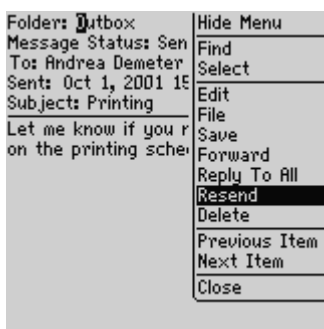 Folder: Outbox
Message Status: Sen
To: Andrea Demeter
Sent: Oct 1, 2001 15
Subject: Printing
Let me know if you r
on the printing sche
Hide Menu
Find
Select
Edit
File
Save
Forward
Reply To All
Resend
Delete
Previous Item
Next Item
Close